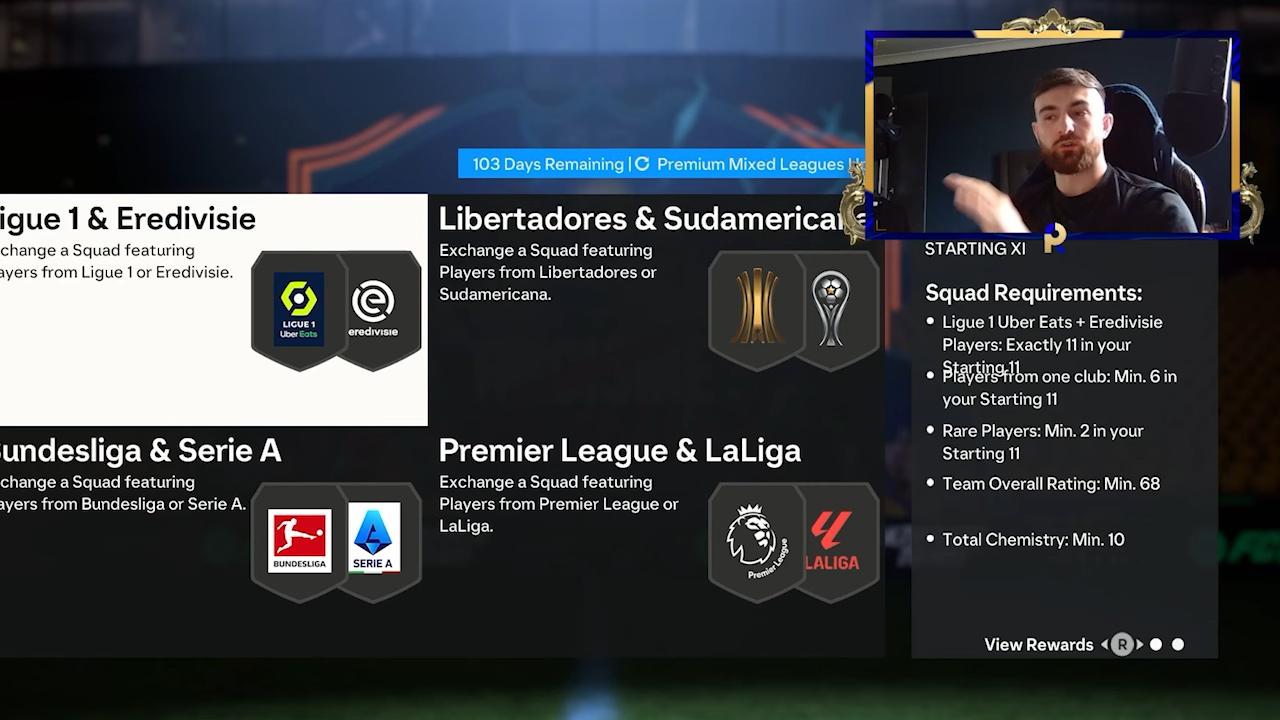 103 Days Remaining | Premium Mixed Leagues
igue 1 & Eredivisie
xchange a Squad featuring
ayers from Ligue 1 or Eredivisie.
LIGUE 1
Uber Eats
eredivisie
Libertadores & Sudamericana
Exchange a Squad featuring
Players from Libertadores or
Sudamericana.
STARTING XI
Squad Requirements:
• Ligue 1 Uber Eats + Eredivisie
Players: Exactly 11 in your
Starting 11
• Players from one club: Min. 6 in
your Starting 11
• Rare Players: Min. 2 in your
Starting 11
• Team Overall Rating: Min. 68
• Total Chemistry: Min. 10
undesliga & Serie A
xchange a Squad featuring
ayers from Bundesliga or Serie A.
BUNDESLIGA
SERIE A
Premier League & LaLiga
Exchange a Squad featuring
Players from Premier League or
LaLiga.
Premier League
LALIGA
View Rewards R